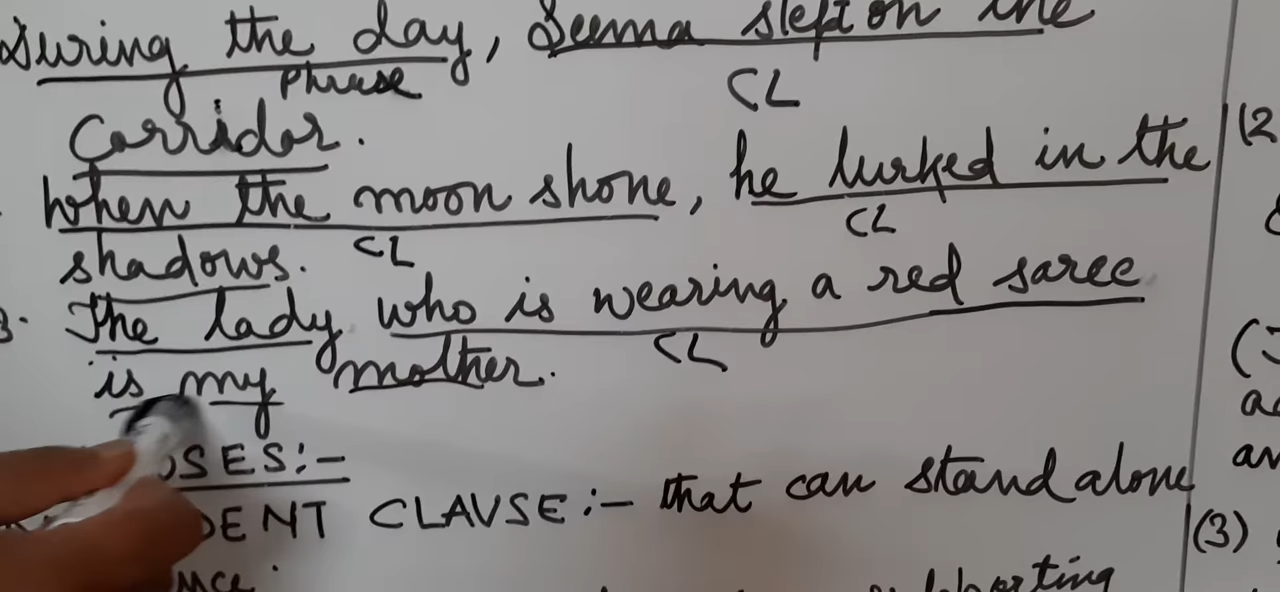 During the day, Seema slept on the
Phrase CL
Corridor.
when the moon shone, he lurked in the
CL CL
shadows.
3. The lady who is wearing a red saree
CL
is my mother.
SES:-
DENT CLAUSE:- that can stand alone
(2
(3)